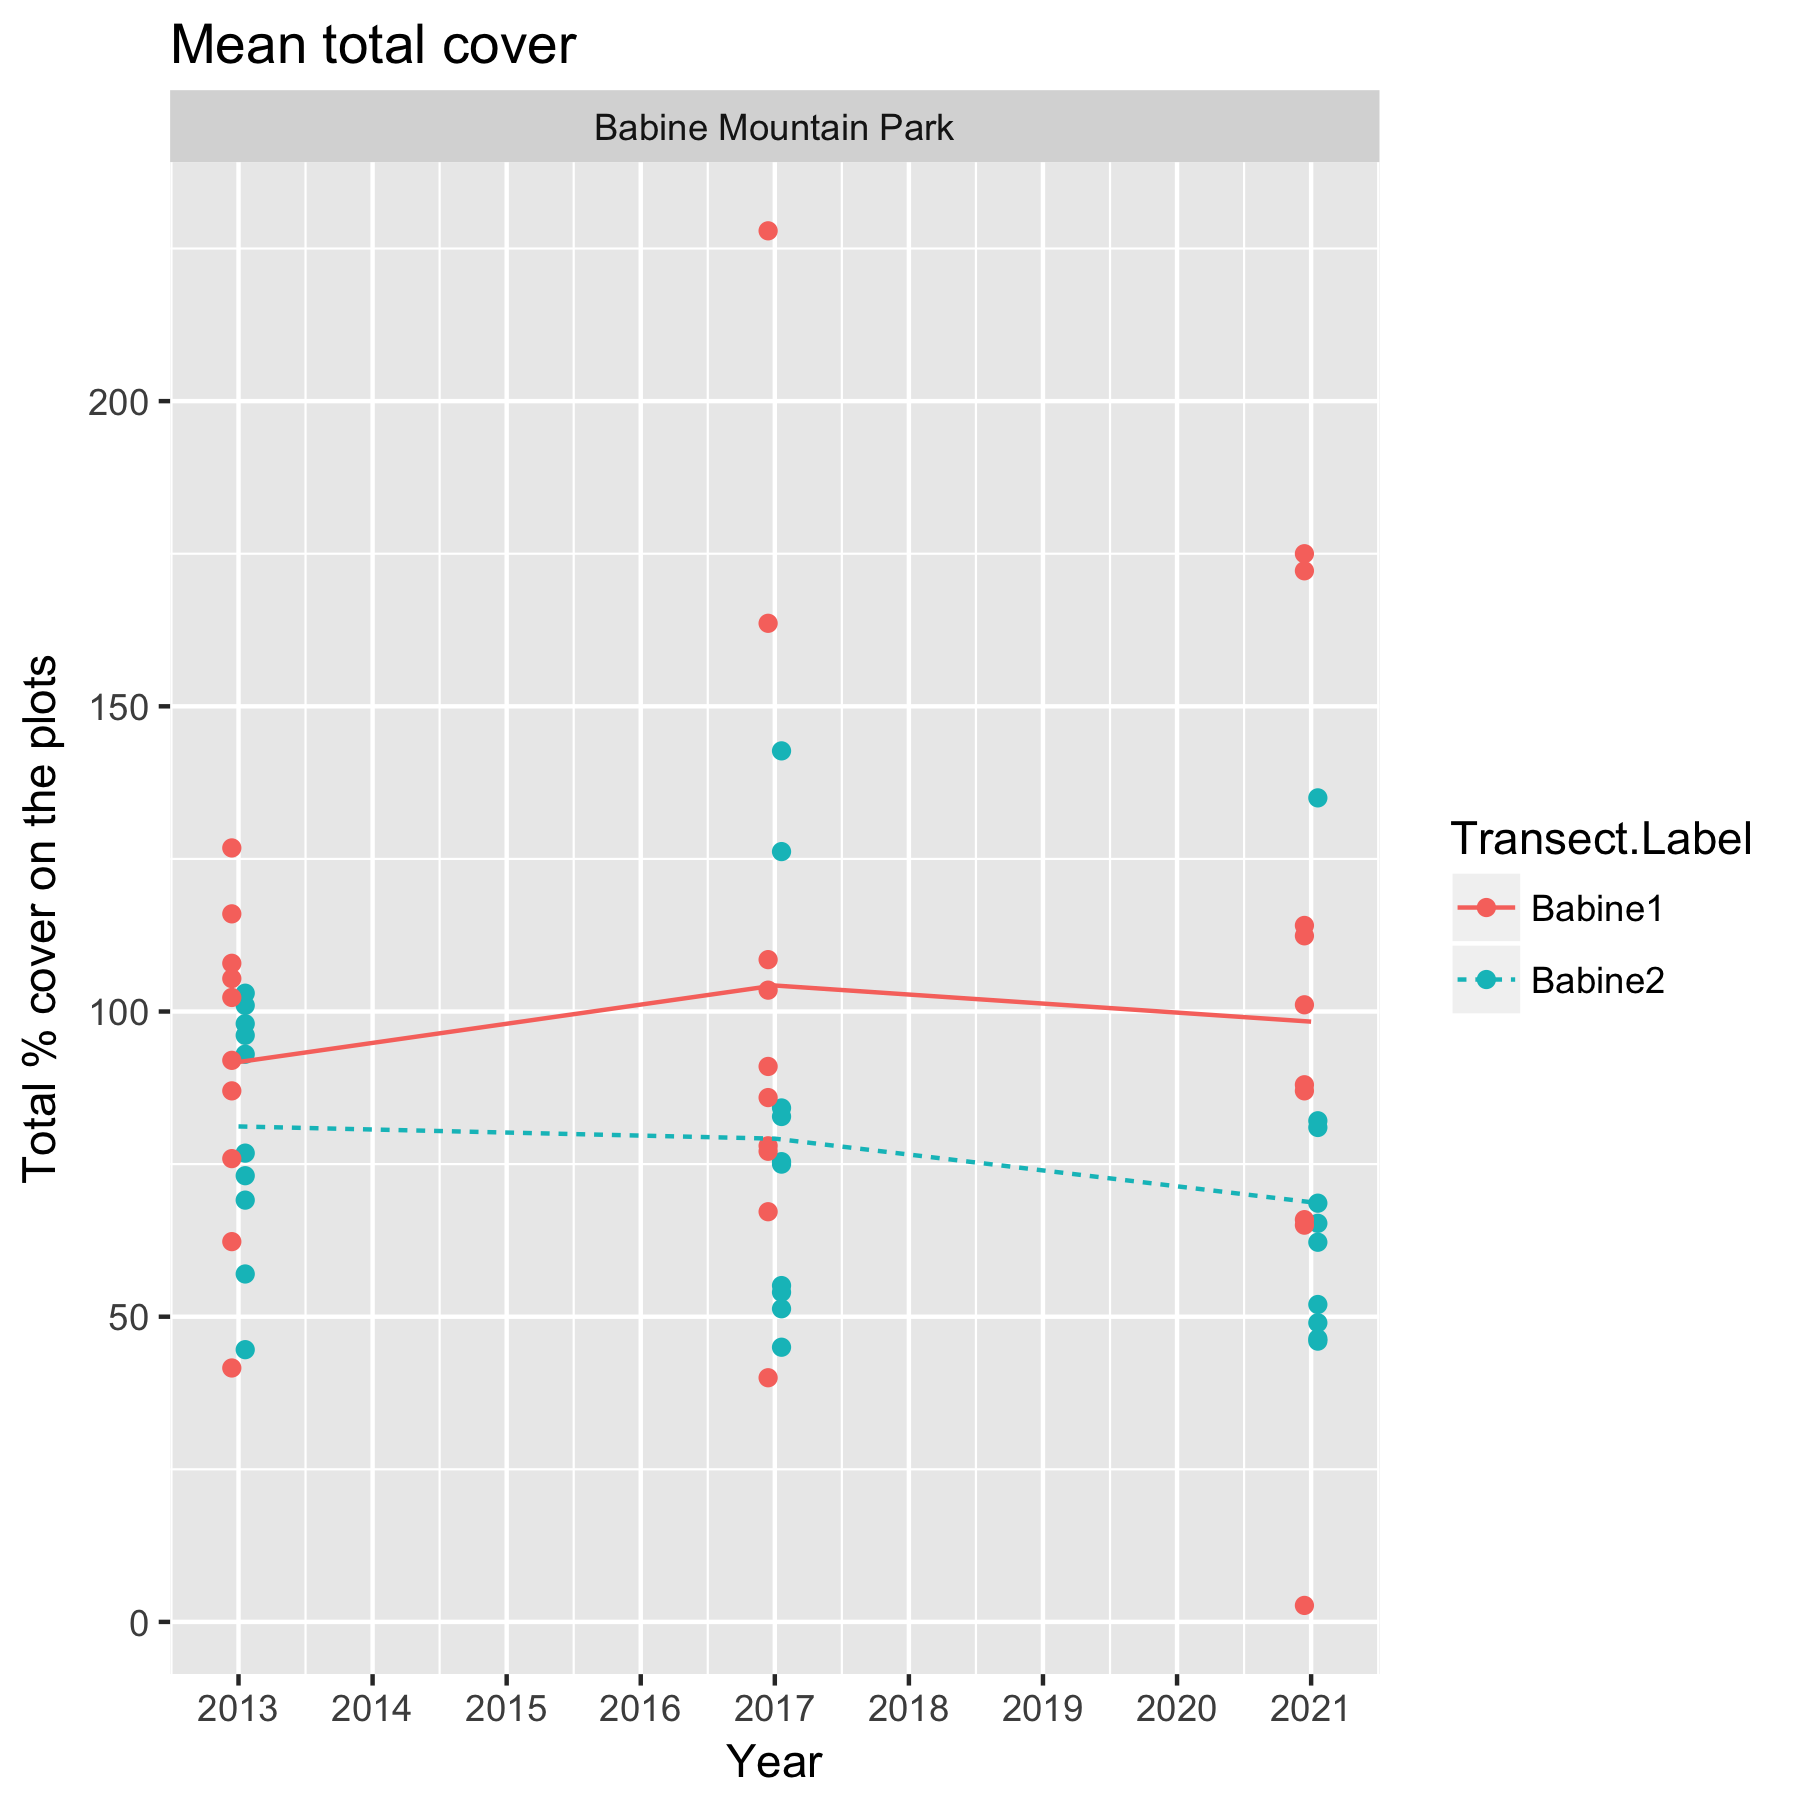 Mean total cover
Babine Mountain Park
Total % cover on the plots
200
150
100
50
0
2013 2014 2015 2016 2017 2018 2019 2020 2021
Year
Transect.Label
Babine1
Babine2